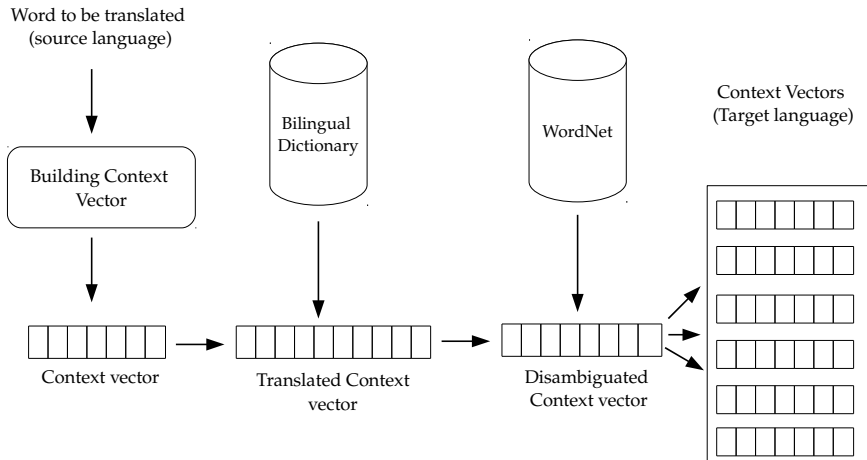 Word to be translated
(source language)
Building Context
Vector
Context vector
Bilingual
Dictionary
Translated Context
vector
WordNet
Disambiguated
Context vector
Context Vectors
(Target language)